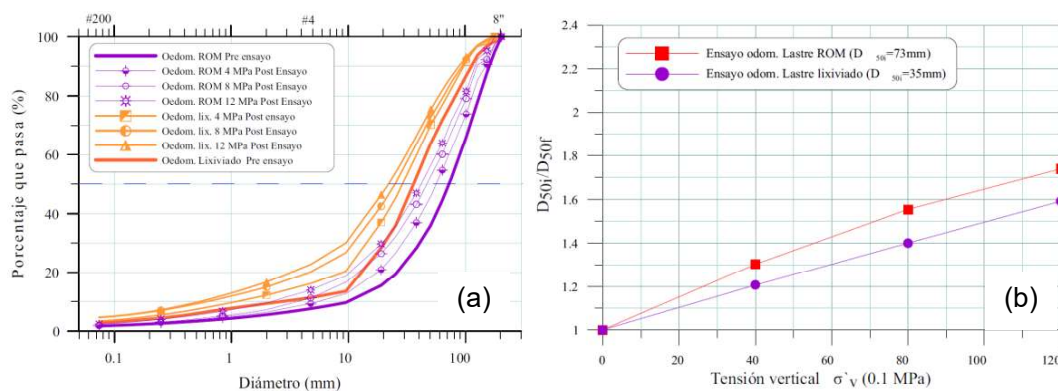 #200 #4 8"
100
80
60
40
20
0
Porcentaje que pasa (%)
Oedom. ROM Pre ensayo
Oedom. ROM 4 MPa Post Ensayo
Oedom. ROM 8 MPa Post Ensayo
Oedom. ROM 12 MPa Post Ensayo
Oedom. lix. 4 MPa Post ensayo
Oedom. lix. 8 MPa Post Ensayo
Oedom. lix. 12 MPa Post Ensayo
Oedom. Lixiviado Pre ensayo
(a)
0.1 1 10 100
Diámetro (mm)
2.4
2.2
2
1.8
1.6
1.4
1.2
1
D50i/D50f
Ensayo odom. Lastre ROM (D 50i=73mm)
Ensayo odom. Lastre lixiviado (D 50i=35mm)
(b)
0 20 40 60 80 100 120
Tensión vertical σ`V (0.1 MPa)